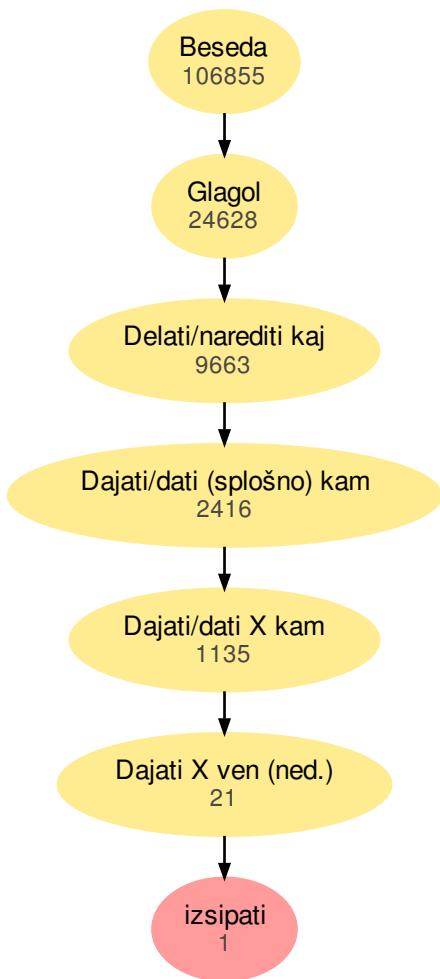 Beseda
106855
Glagol
24628
Delati/narediti kaj
9663
Dajati/dati (splošno) kam
2416
Dajati/dati X kam
1135
Dajati X ven (ned.)
21
izsipati
1